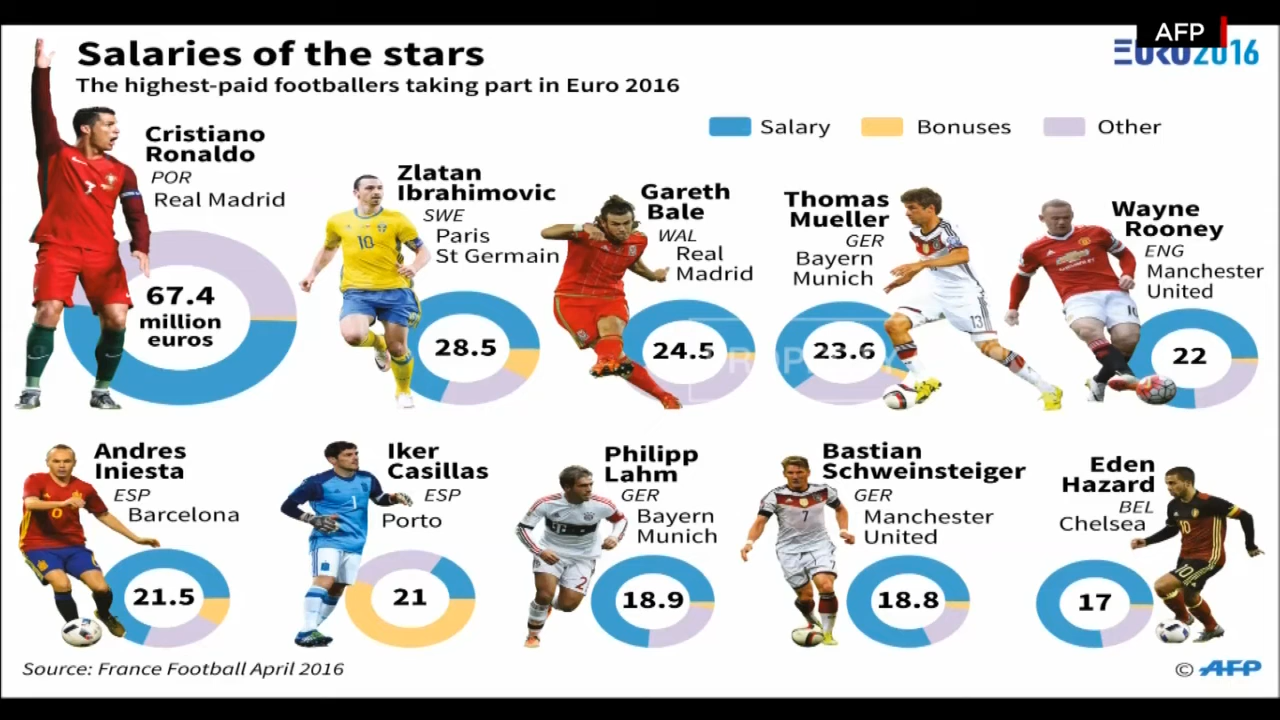 AFP
EURO2016
Salaries of the stars
The highest-paid footballers taking part in Euro 2016
Salary
Bonuses
Other
Cristiano
Ronaldo
POR
Real Madrid
67.4
million
euros
Zlatan
Ibrahimovic
SWE
Paris
St Germain
28.5
Gareth
Bale
WAL
Real
Madrid
24.5
Thomas
Mueller
GER
Bayern
Munich
23.6
Wayne
Rooney
ENG
Manchester
United
22
Andres
Iniesta
ESP
Barcelona
21.5
Iker
Casillas
ESP
Porto
21
Philipp
Lahm
GER
Bayern
Munich
18.9
Bastian
Schweinsteiger
GER
Manchester
United
18.8
Eden
Hazard
BEL
Chelsea
17
Source: France Football April 2016
© AFP